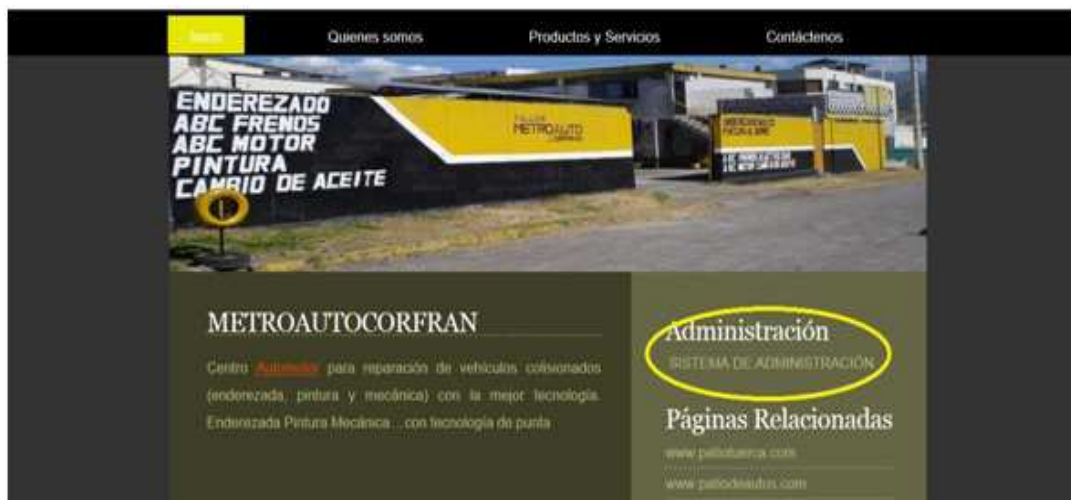 Inicio
Quienes somos
Productos y Servicios
Contáctenos
ENDEREZADO
ABC FRENOS
ABC MOTOR
PINTURA
CAMBIO DE ACEITE
TALLER
METROAUTO
METROAUTOCORFRAN
Centro Automotor para reparación de vehículos colisionados
(enderezada, pintura y mecánica) con la mejor tecnología.
Enderezada Pintura Mecánica... con tecnología de punta
Administración
SISTEMA DE ADMINISTRACIÓN
Páginas Relacionadas
www.patiotuerca.com
www.patiodeautos.com